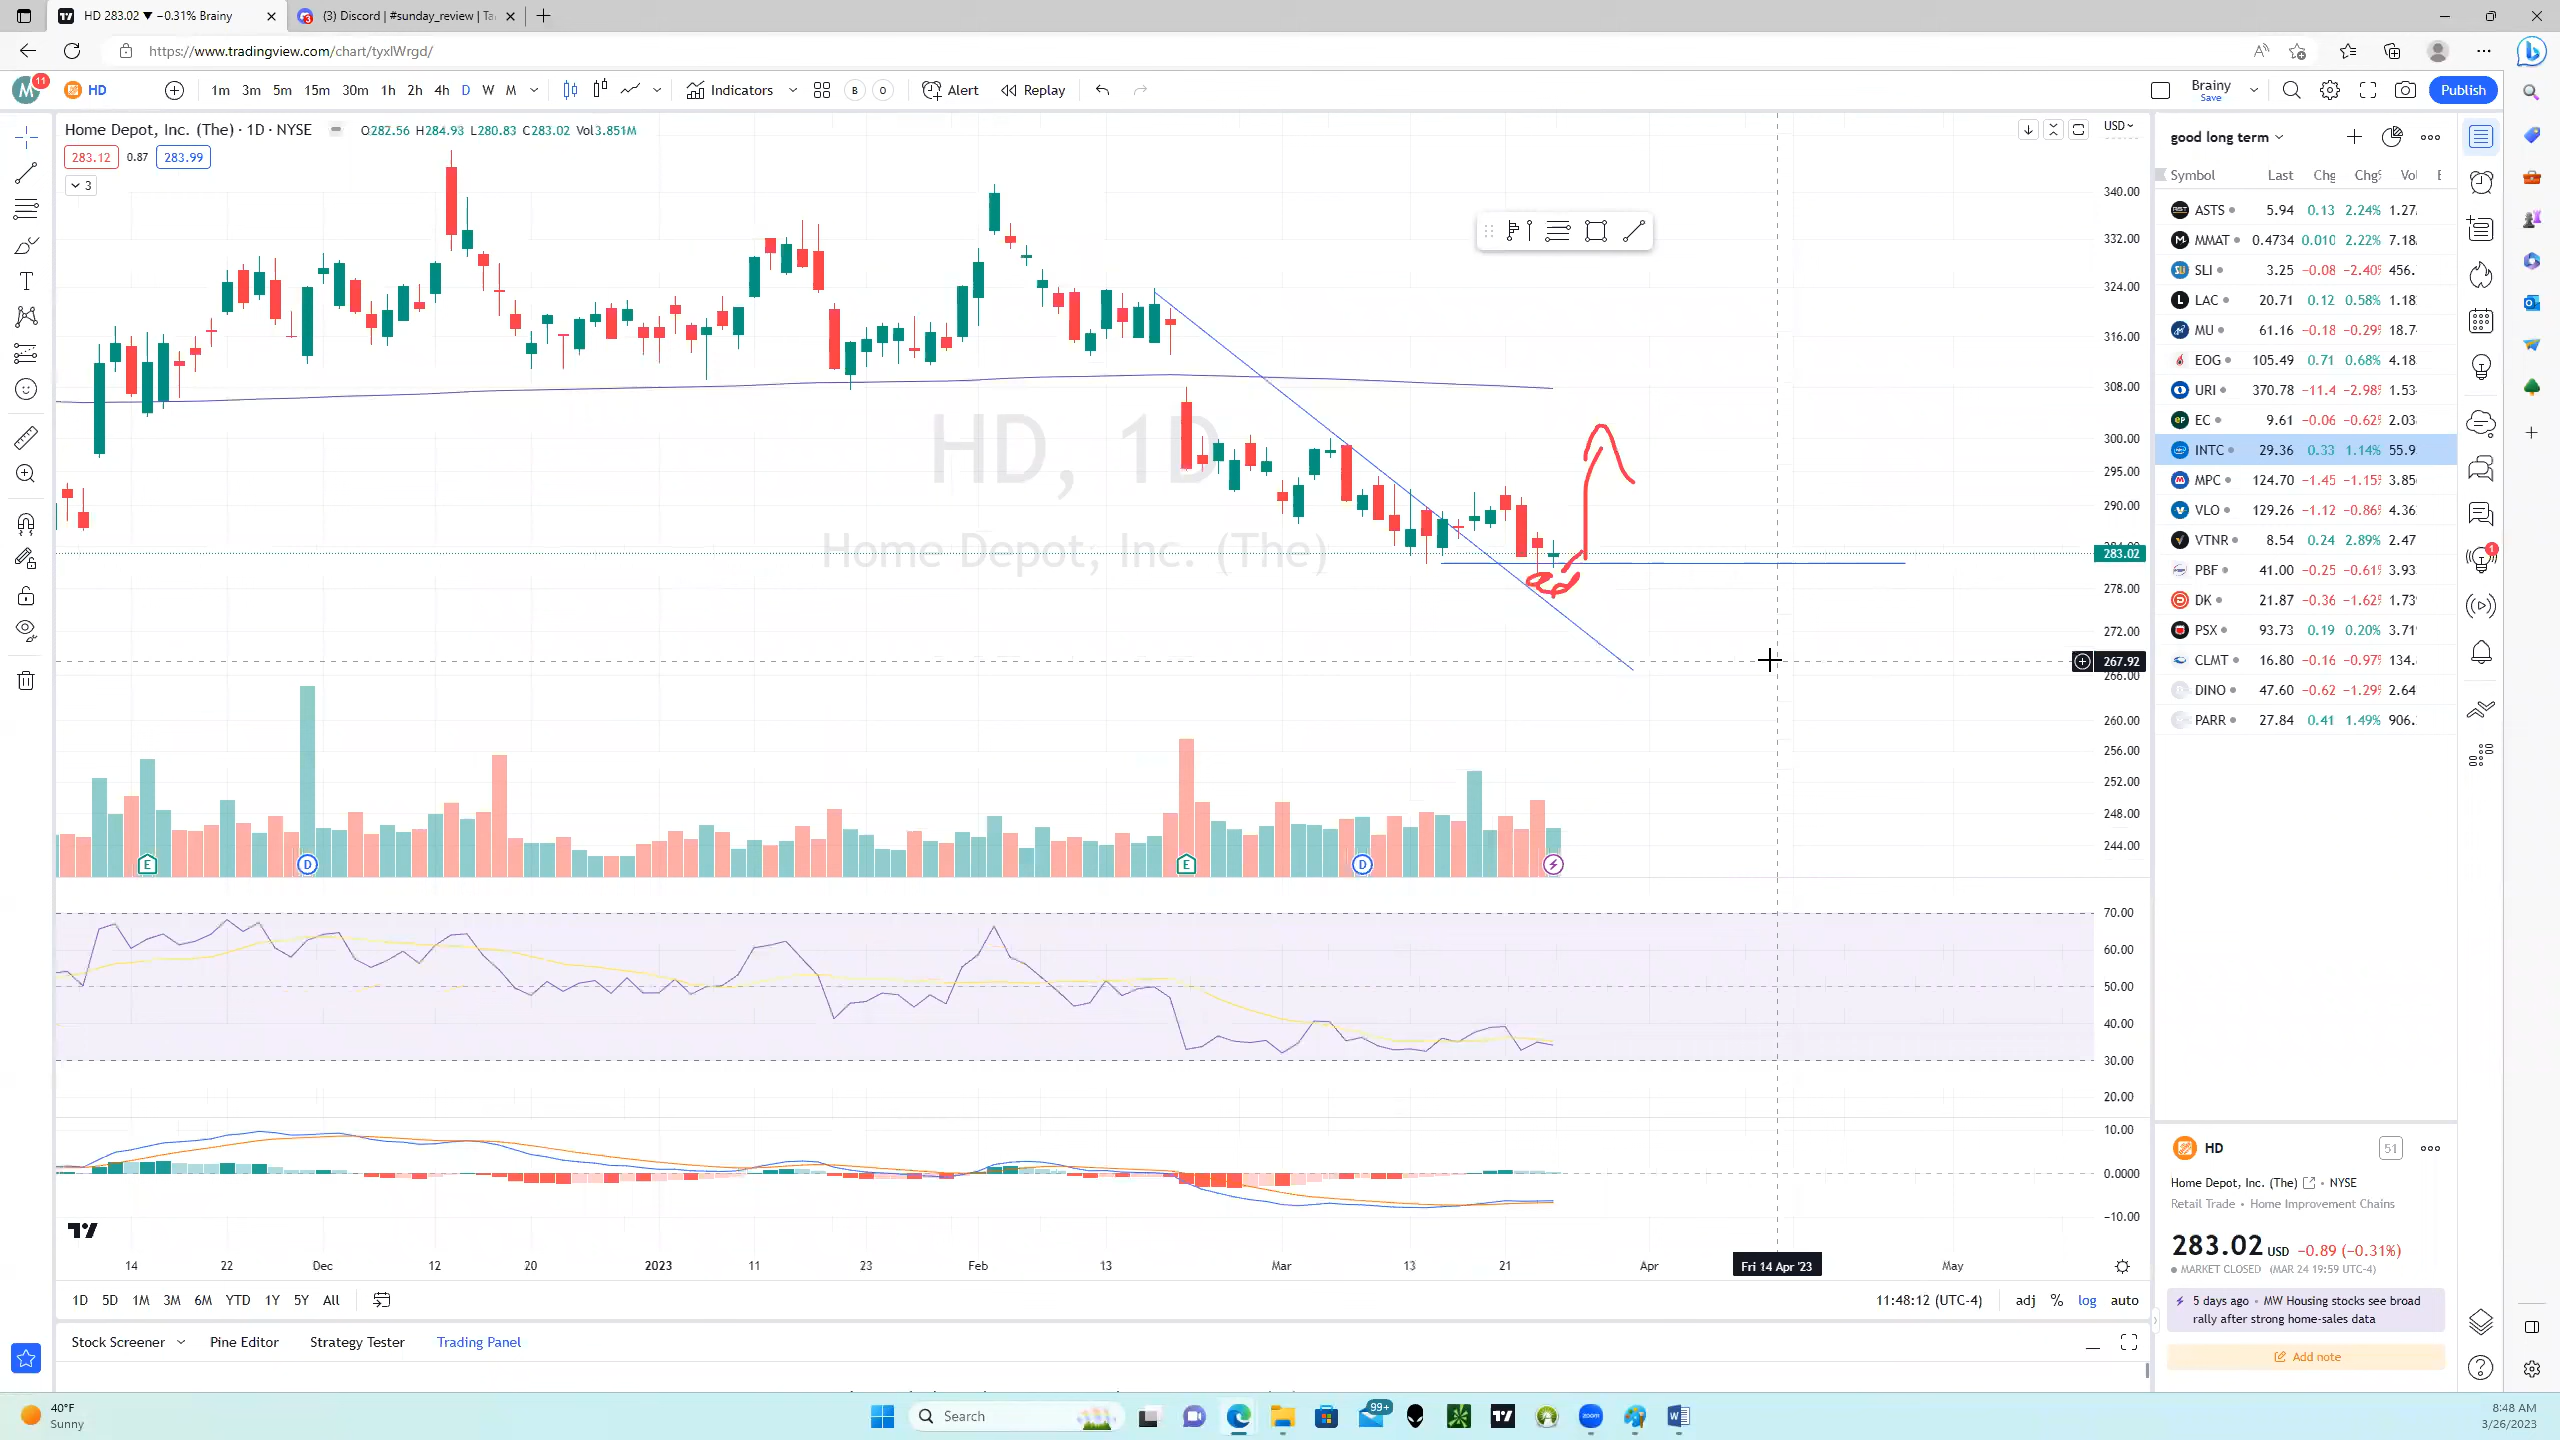 HD 283.02 ▼ −0.31% Brainy
(3) Discord | #sunday_review | Ta
https://www.tradingview.com/chart/tyxlWrgd/
M 11 HD 1m 3m 5m 15m 30m 1h 2h 4h D W M Indicators B O Alert Replay Brainy Save Publish
Home Depot, Inc. (The) · 1D · NYSE O282.56 H284.93 L280.83 C283.02 Vol3.851M
USD
283.12 0.87 283.99
3
340.00
332.00
324.00
316.00
308.00
300.00
295.00
290.00
283.02
278.00
272.00
267.92
266.00
260.00
256.00
252.00
248.00
244.00
HD, 1D
Home Depot, Inc. (The)
E D E D
70.00
60.00
50.00
40.00
30.00
20.00
10.00
0.0000
−10.00
14 22 Dec 12 20 2023 11 23 Feb 13 Mar 13 21 Apr Fri 14 Apr '23 May
1D 5D 1M 3M 6M YTD 1Y 5Y All 11:48:12 (UTC-4) adj % log auto
Stock Screener Pine Editor Strategy Tester Trading Panel
good long term
Symbol Last Chg Chg%
ASTS 5.94 0.13 2.24% 1.27
MMAT 0.4734 0.010 2.22% 7.18
SLI 3.25 −0.08 −2.40% 456.
LAC 20.71 0.12 0.58% 1.18
MU 61.16 −0.18 −0.29% 18.7
EOG 105.49 0.71 0.68% 4.18
URI 370.78 −11.4 −2.98% 1.53
EC 9.61 −0.06 −0.62% 2.03
INTC 29.36 0.33 1.14% 55.9
MPC 124.70 −1.45 −1.15% 3.85
VLO 129.26 −1.12 −0.86% 4.36
VTNR 8.54 0.24 2.89% 2.47
PBF 41.00 −0.25 −0.61% 3.93
DK 21.87 −0.36 −1.62% 1.73
PSX 93.73 0.19 0.20% 3.71
CLMT 16.80 −0.16 −0.97% 134.
DINO 47.60 −0.62 −1.29% 2.64
PARR 27.84 0.41 1.49% 906.
HD 51
Home Depot, Inc. (The) • NYSE
Retail Trade • Home Improvement Chains
283.02 USD −0.89 (−0.31%)
MARKET CLOSED (MAR 24 19:59 UTC-4)
5 days ago • MW Housing stocks see broad
rally after strong home-sales data
Add note
40°F
Sunny
Search
99+
zoom
8:48 AM
3/26/2023